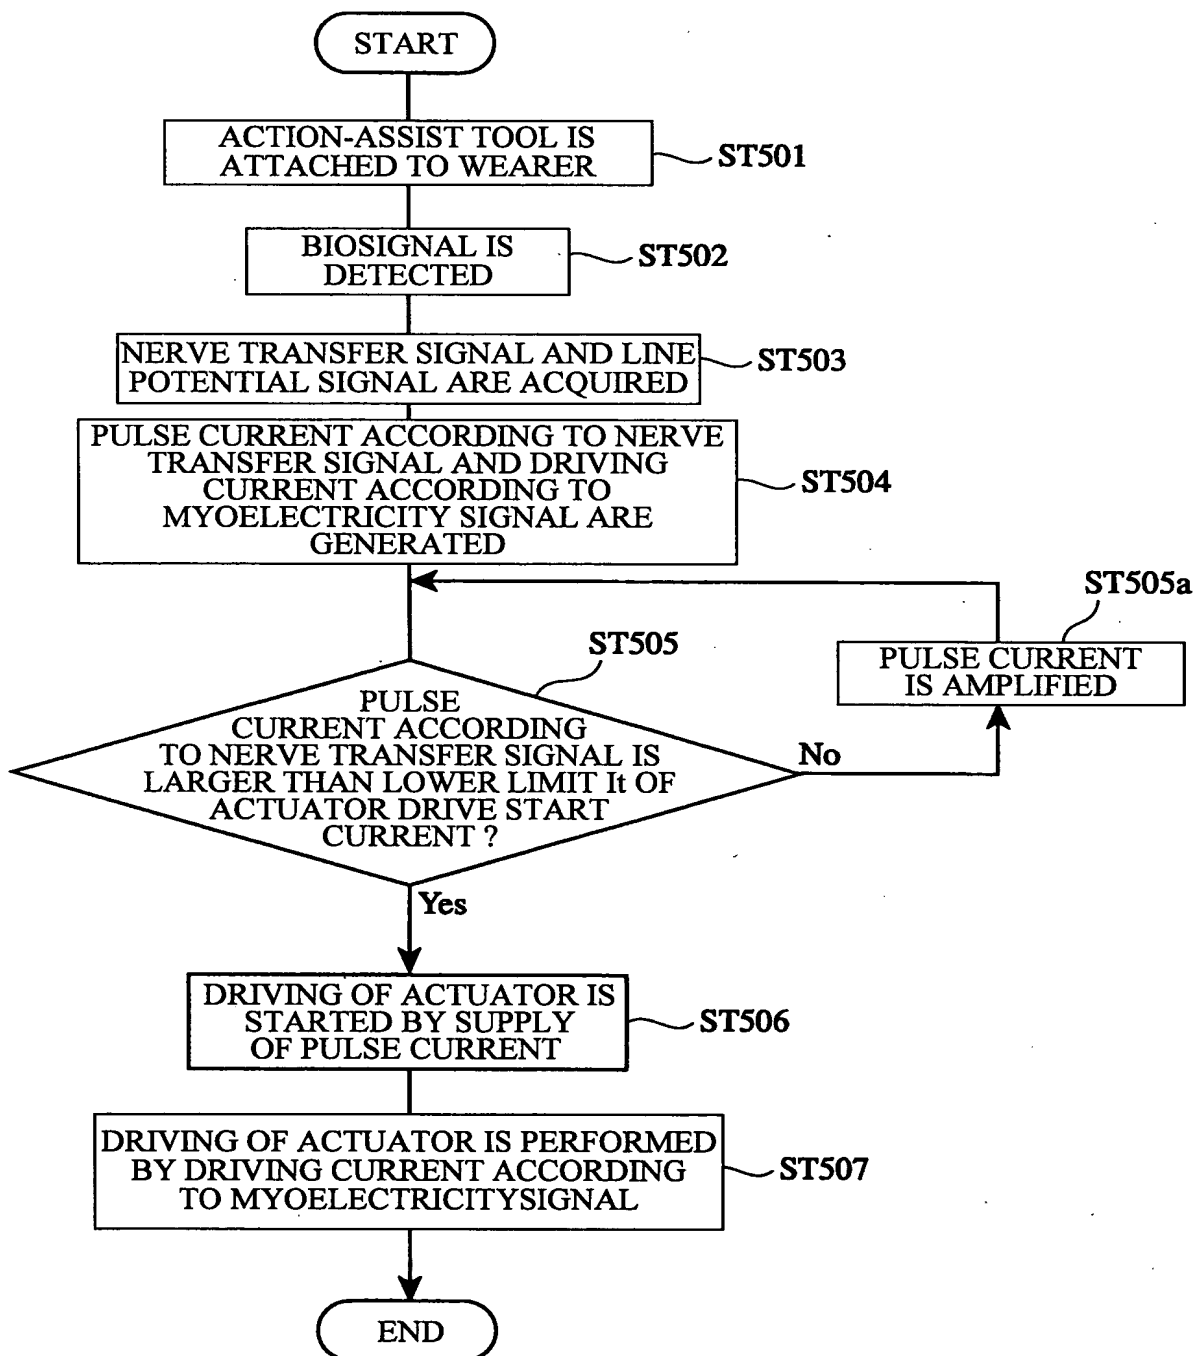 START
ACTION-ASSIST TOOL IS
ATTACHED TO WEARER
ST501
BIOSIGNAL IS
DETECTED
ST502
NERVE TRANSFER SIGNAL AND LINE
POTENTIAL SIGNAL ARE ACQUIRED
ST503
PULSE CURRENT ACCORDING TO NERVE
TRANSFER SIGNAL AND DRIVING
CURRENT ACCORDING TO
MYOELECTRICITY SIGNAL ARE
GENERATED
ST504
ST505a
PULSE CURRENT
IS AMPLIFIED
ST505
PULSE
CURRENT ACCORDING
TO NERVE TRANSFER SIGNAL IS
LARGER THAN LOWER LIMIT It OF
ACTUATOR DRIVE START
CURRENT ?
No
Yes
DRIVING OF ACTUATOR IS
STARTED BY SUPPLY
OF PULSE CURRENT
ST506
DRIVING OF ACTUATOR IS PERFORMED
BY DRIVING CURRENT ACCORDING
TO MYOELECTRICITYSIGNAL
ST507
END